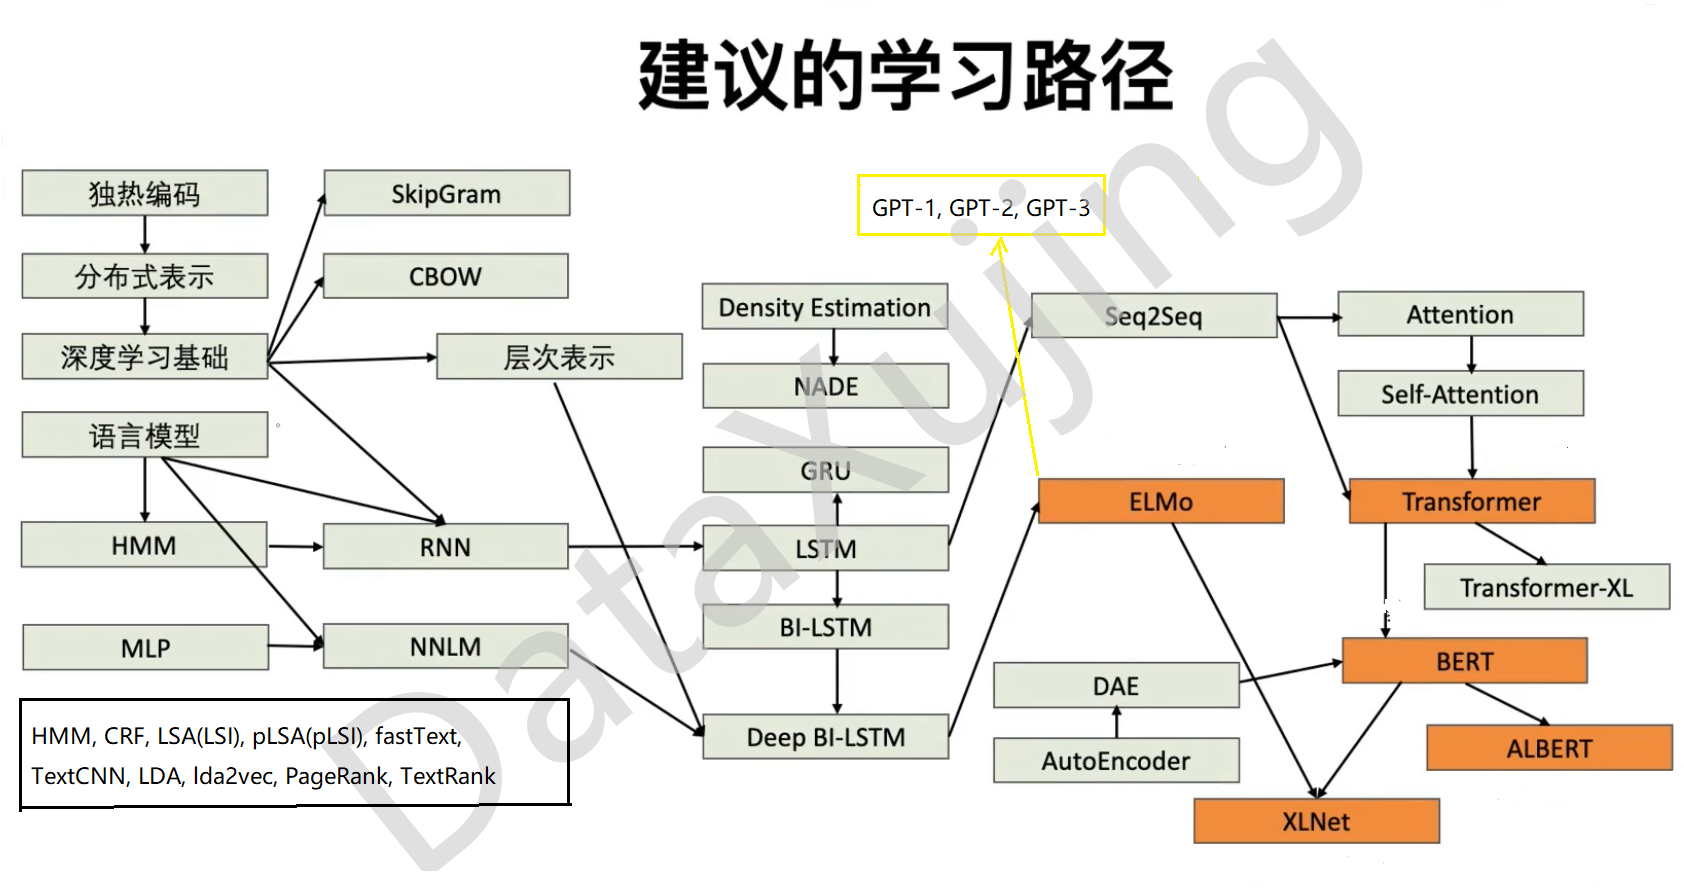 建议的学习路径
独热编码
SkipGram
GPT-1, GPT-2, GPT-3
分布式表示
CBOW
Density Estimation
Seq2Seq
Attention
深度学习基础
层次表示
NADE
Self-Attention
语言模型
GRU
ELMo
Transformer
HMM
RNN
LSTM
Transformer-XL
MLP
NNLM
BI-LSTM
BERT
DAE
HMM, CRF, LSA(LSI), pLSA(pLSI), fastText,
TextCNN, LDA, lda2vec, PageRank, TextRank
Deep BI-LSTM
AutoEncoder
ALBERT
XLNet
DataXujing